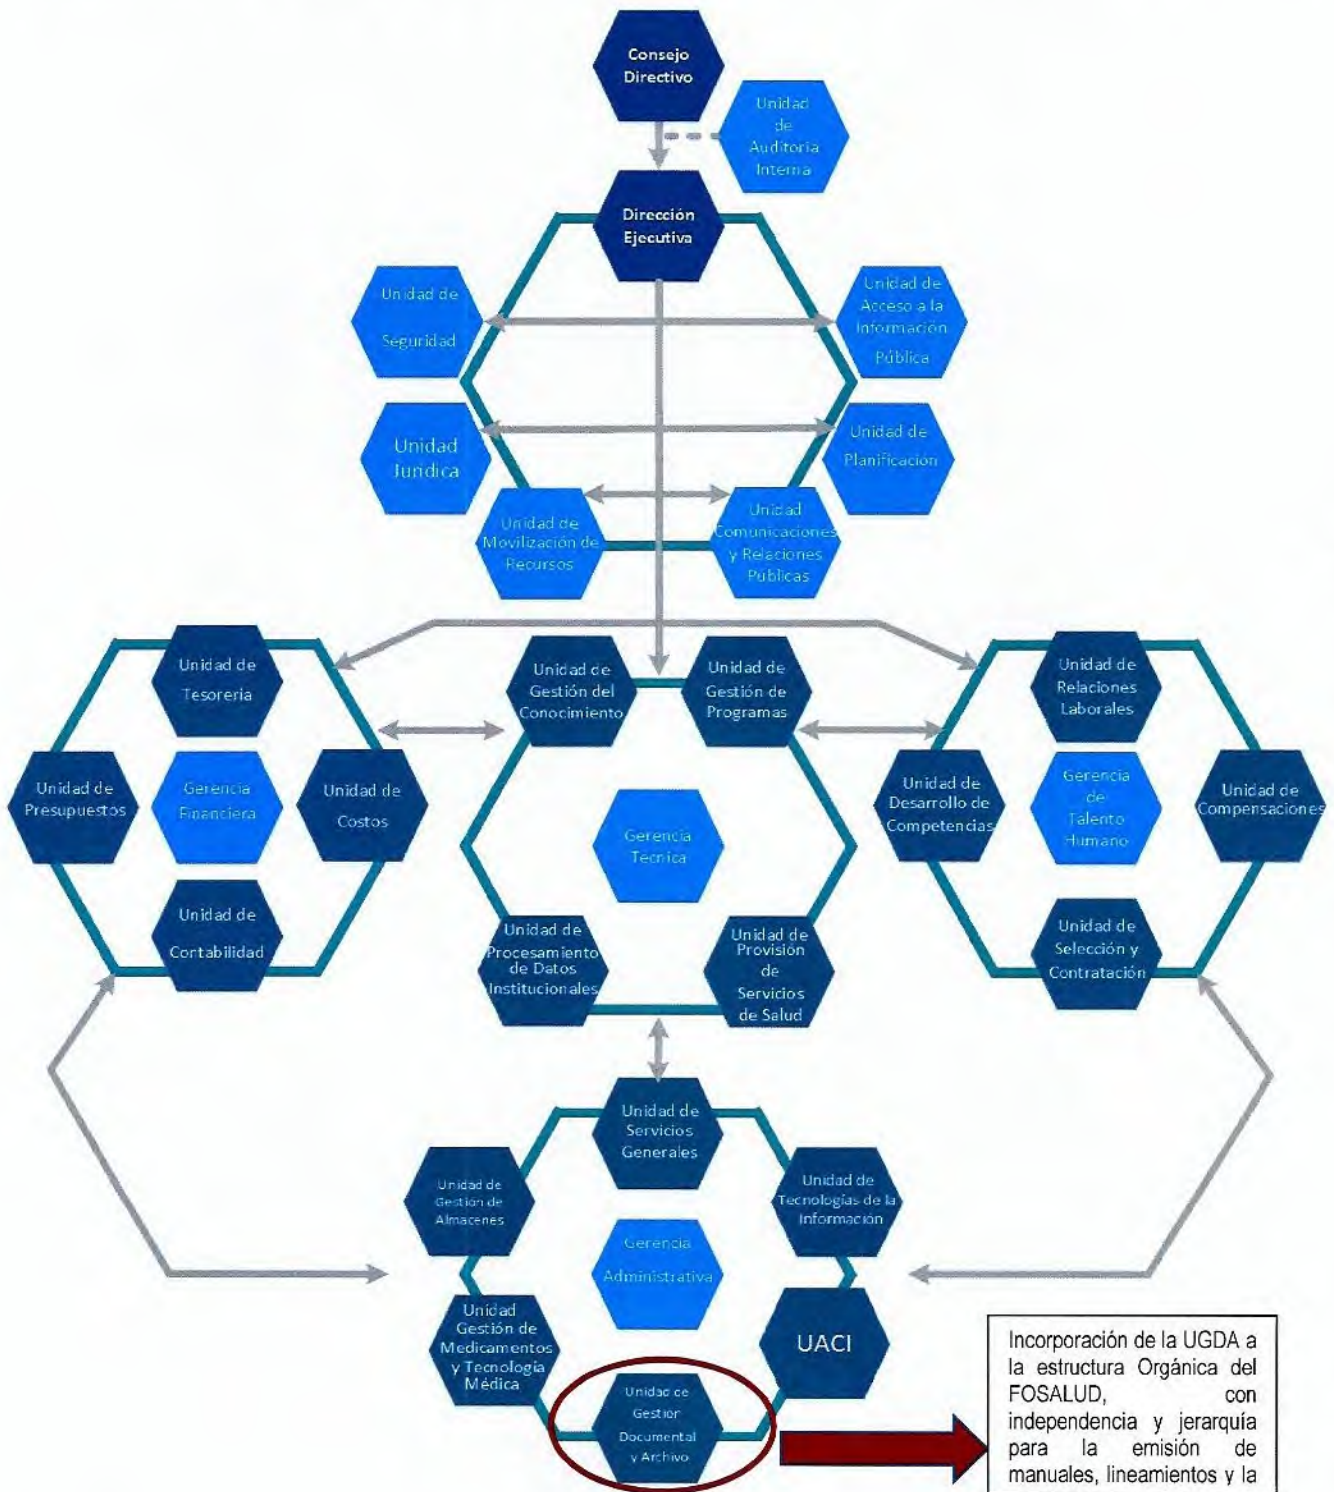 Consejo
Directivo
Unidad
de
Auditoría
Interna
Dirección
Ejecutiva
Unidad de
Seguridad
Unidad de
Acceso a la
Información
Pública
Unidad
Jurídica
Unidad de
Planificación
Unidad de
Movilización de
Recursos
Unidad
Comunicaciones
y Relaciones
Públicas
Unidad de
Tesorería
Unidad de
Presupuestos
Gerencia
Financiera
Unidad de
Costos
Unidad de
Contabilidad
Unidad de
Gestión del
Conocimiento
Unidad de
Gestión de
Programas
Gerencia
Tecnica
Unidad de
Procesamiento
de Datos
Institucionales
Unidad de
Provisión
de
Servicios
de Salud
Unidad de
Relaciones
Laborales
Unidad de
Desarrollo de
Competencias
Gerencia
de
Talento
Humano
Unidad de
Compensaciones
Unidad de
Selección y
Contratación
Unidad de
Servicios
Generales
Unidad de
Gestión de
Almacenes
Unidad de
Tecnologías de la
Información
Gerencia
Administrativa
Unidad
Gestión de
Medicamentos
y Tecnología
Médica
UACI
Unidad de
Gestión
Documental
y Archivo
Incorporación de la UGDA a
la estructura Orgánica del
FOSALUD, con
independencia y jerarquía
para la emisión de
manuales, lineamientos y la